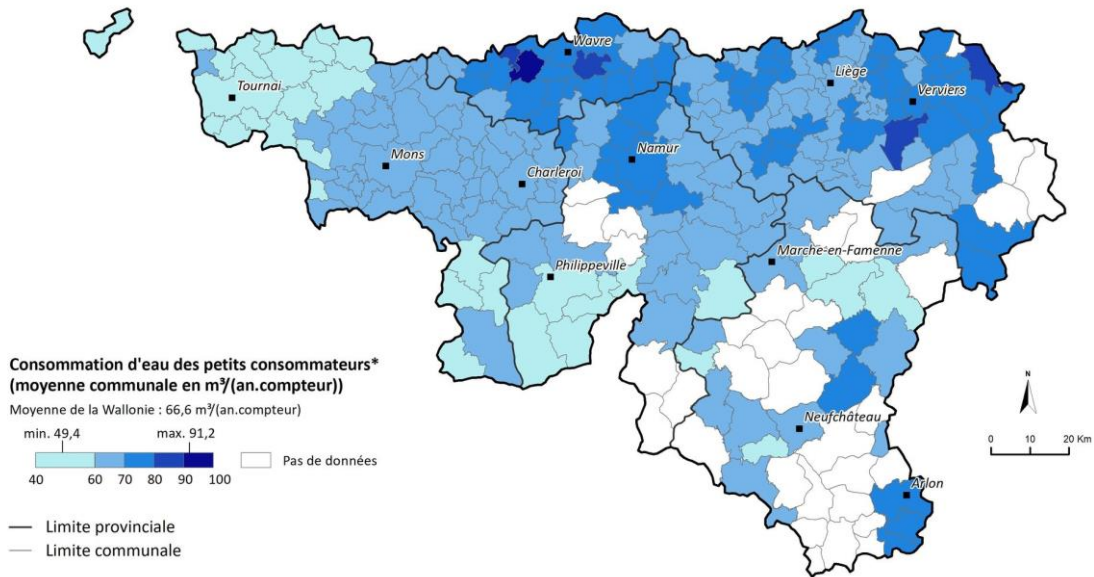 Wavre
Liège
Tournai
Verviers
Namur
Mons
Charleroi
Marche-en-Famenne
Philippeville
Consommation d'eau des petits consommateurs*
(moyenne communale en m³/(an.compteur))
Moyenne de la Wallonie : 66,6 m³/(an.compteur)
min. 49,4 max. 91,2
Pas de données
40 60 70 80 90 100
Neufchâteau
N
0 10 20 Km
Arlon
Limite provinciale
Limite communale